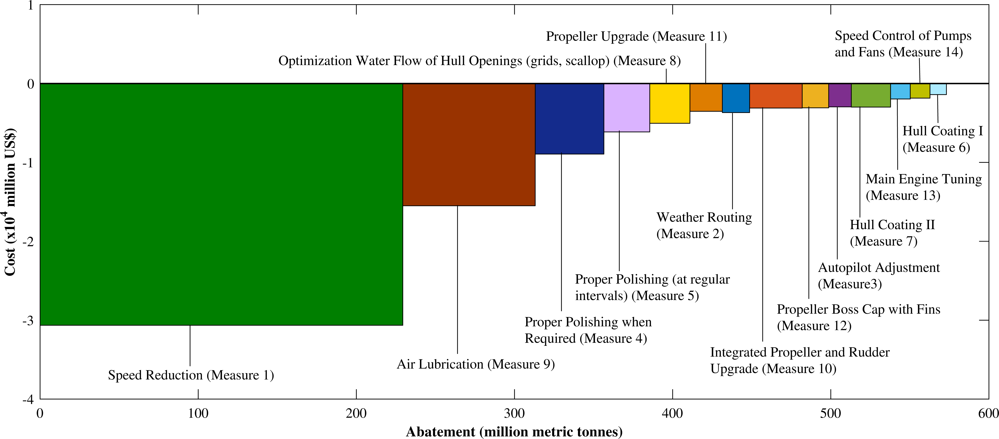 1
0
-1
-2
-3
-4
Cost (x10⁴ million US$)
Propeller Upgrade (Measure 11)
Optimization Water Flow of Hull Openings (grids, scallop) (Measure 8)
Speed Control of Pumps
and Fans (Measure 14)
Hull Coating I
(Measure 6)
Main Engine Tuning
(Measure 13)
Weather Routing
(Measure 2)
Hull Coating II
(Measure 7)
Autopilot Adjustment
(Measure3)
Proper Polishing (at regular
intervals) (Measure 5)
Propeller Boss Cap with Fins
(Measure 12)
Proper Polishing when
Required (Measure 4)
Integrated Propeller and Rudder
Upgrade (Measure 10)
Air Lubrication (Measure 9)
Speed Reduction (Measure 1)
0 100 200 300 400 500 600
Abatement (million metric tonnes)